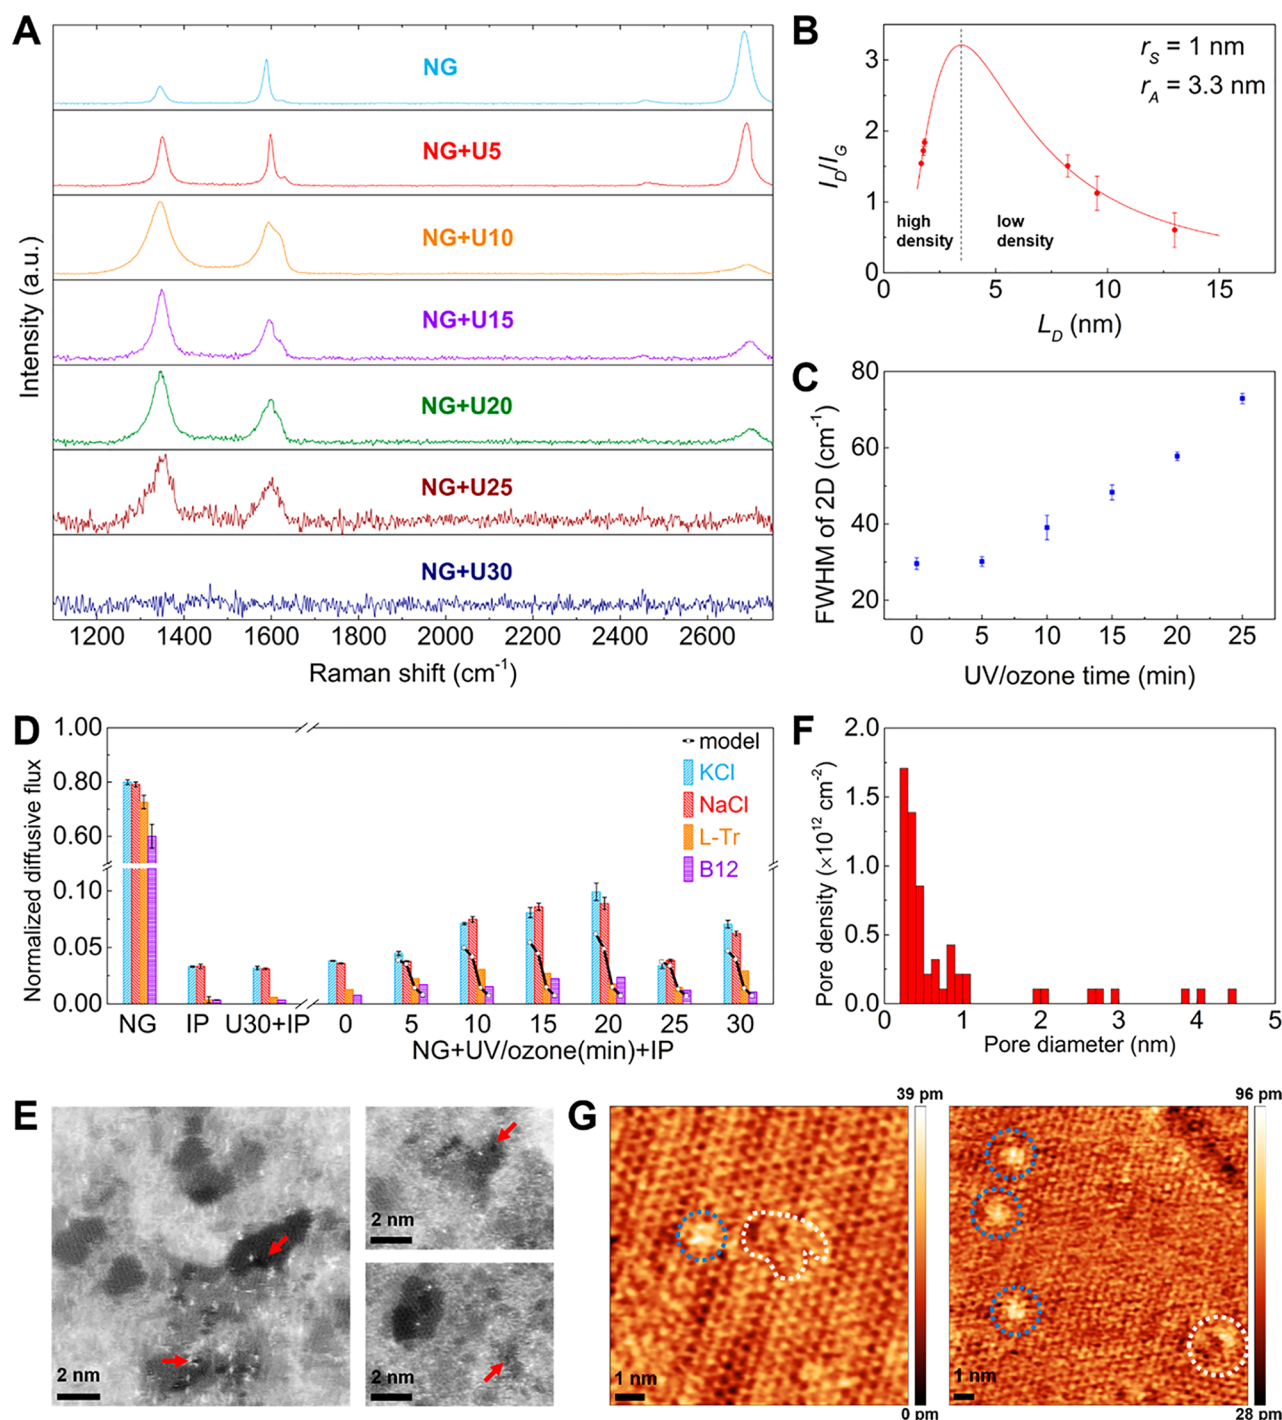 A
NG
NG+U5
NG+U10
NG+U15
NG+U20
NG+U25
NG+U30
Intensity (a.u.)
1200 1400 1600 1800 2000 2200 2400 2600
Raman shift (cm-1)
B
rS = 1 nm
rA = 3.3 nm
3
2
1
0
ID/IG
high
density
low
density
0 5 10 15
LD (nm)
C
80
60
40
20
FWHM of 2D (cm-1)
0 5 10 15 20 25
UV/ozone time (min)
D
1.00
0.80
0.60
0.10
0.05
0.00
Normalized diffusive flux
model
KCl
NaCl
L-Tr
B12
NG IP U30+IP 0 5 10 15 20 25 30
NG+UV/ozone(min)+IP
F
2.0
1.5
1.0
0.5
0.0
Pore density (×10^12 cm-2)
0 1 2 3 4 5
Pore diameter (nm)
E
2 nm
2 nm
2 nm
G
39 pm
1 nm
0 pm
96 pm
1 nm
28 pm